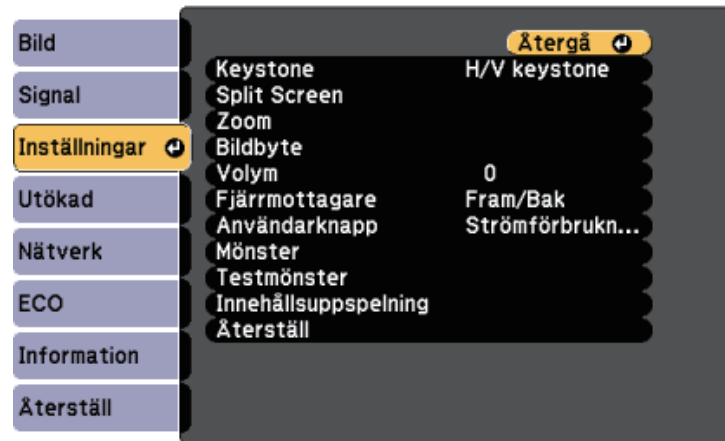 Bild
Signal
Inställningar
Utökad
Nätverk
ECO
Information
Återställ
Återgå
Keystone H/V keystone
Split Screen
Zoom
Bildbyte
Volym 0
Fjärrmottagare Fram/Bak
Användarknapp Strömförbrukn...
Mönster
Testmönster
Innehållsuppspelning
Återställ